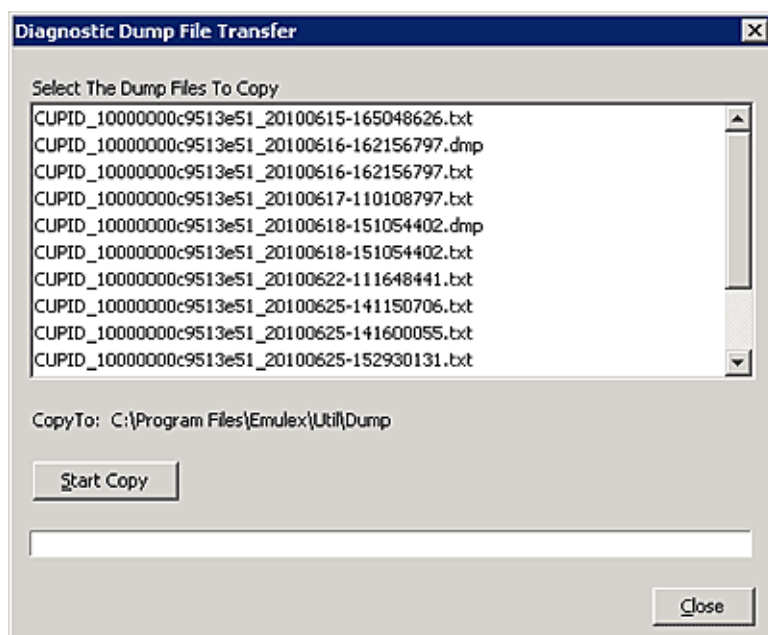 Diagnostic Dump File Transfer
Select The Dump Files To Copy
CUPID_10000000c9513e51_20100615-165048626.txt
CUPID_10000000c9513e51_20100616-162156797.dmp
CUPID_10000000c9513e51_20100616-162156797.txt
CUPID_10000000c9513e51_20100617-110108797.txt
CUPID_10000000c9513e51_20100618-151054402.dmp
CUPID_10000000c9513e51_20100618-151054402.txt
CUPID_10000000c9513e51_20100622-111648441.txt
CUPID_10000000c9513e51_20100625-141150706.txt
CUPID_10000000c9513e51_20100625-141600055.txt
CUPID_10000000c9513e51_20100625-152930131.txt
CopyTo: C:\Program Files\Emulex\Util\Dump
Start Copy
Close